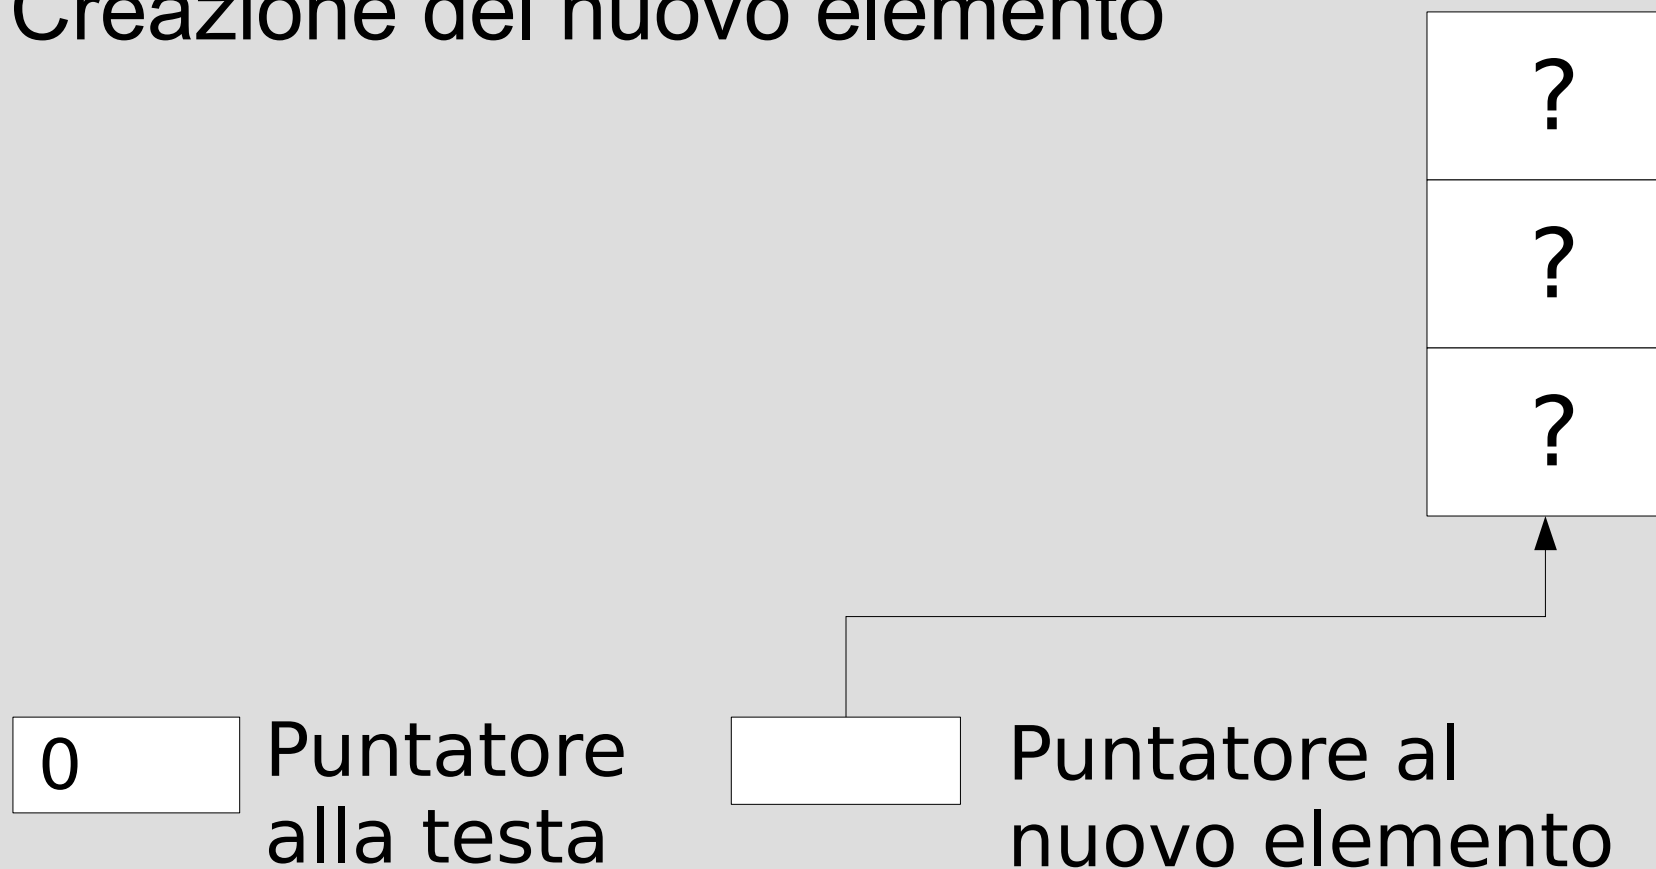 Creazione del nuovo elemento
?
?
?
0
Puntatore
alla testa
Puntatore al
nuovo elemento